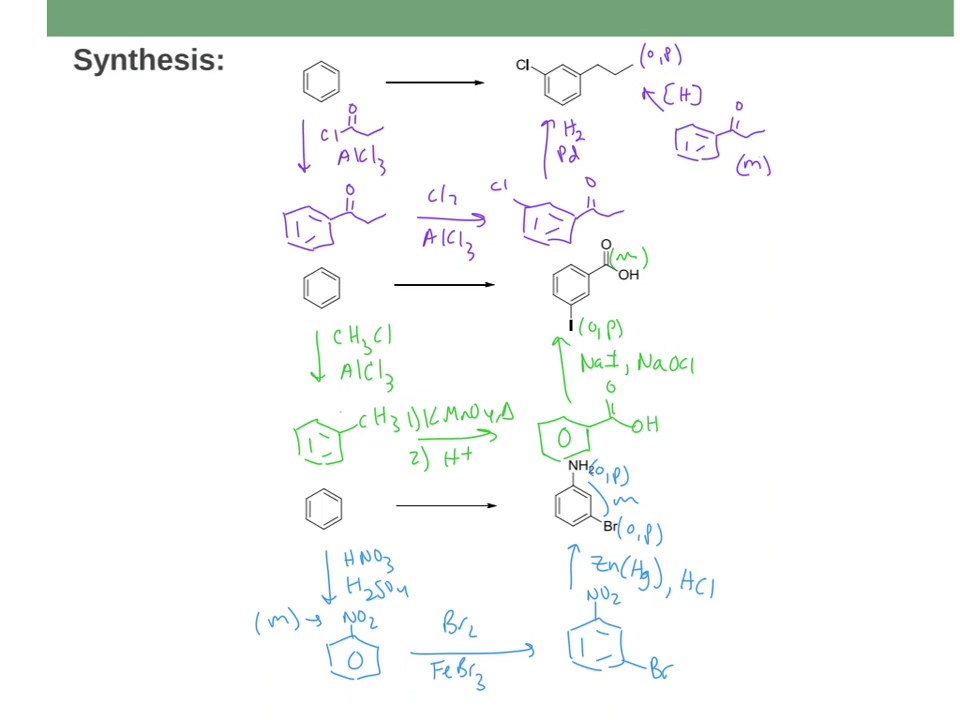 Synthesis:
Cl
(o,p)
[H]
O
(m)
O
Cl
AlCl3
H2
Pd
O
Cl2
AlCl3
Cl
O
O
(m)
OH
I (o,p)
CH3Cl
AlCl3
NaI, NaOCl
CH3
1) KMnO4, Δ
2) H+
O
OH
NH2 (o,p)
m
Br (o,p)
HNO3
H2SO4
Zn(Hg), HCl
(m) → NO2
Br2
FeBr3
NO2
Br